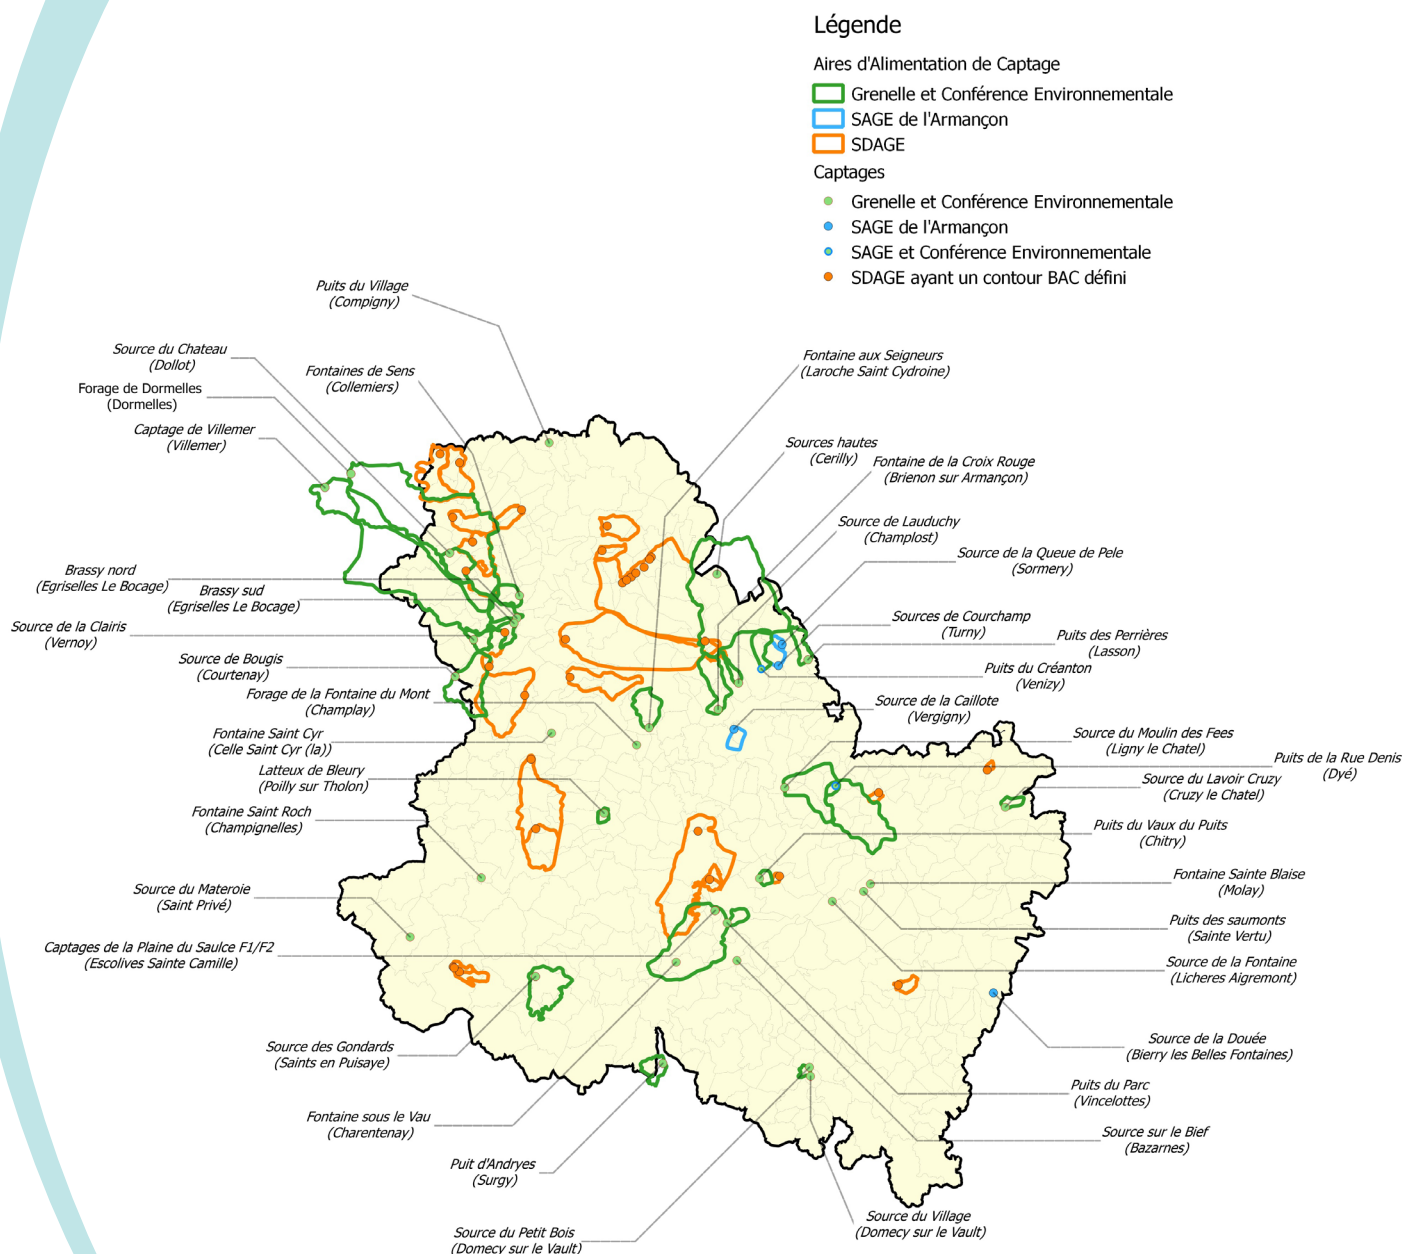 Légende
Aires d'Alimentation de Captage
Grenelle et Conférence Environnementale
SAGE de l'Armançon
SDAGE
Captages
Grenelle et Conférence Environnementale
SAGE de l'Armançon
SAGE et Conférence Environnementale
SDAGE ayant un contour BAC défini
Puits du Village
(Compigny)
Source du Chateau
(Dollot)
Fontaines de Sens
(Collemiers)
Forage de Dormelles
(Dormelles)
Captage de Villemer
(Villemer)
Fontaine aux Seigneurs
(Laroche Saint Cydroine)
Sources hautes
(Cerilly)
Fontaine de la Croix Rouge
(Brienon sur Armançon)
Source de Lauduchy
(Champlost)
Source de la Queue de Pele
(Sormery)
Brassy nord
(Egriselles Le Bocage)
Brassy sud
(Egriselles Le Bocage)
Source de la Clairis
(Vernoy)
Sources de Courchamp
(Turny)
Puits des Perrières
(Lasson)
Source de Bougis
(Courtenay)
Puits du Créanton
(Venizy)
Forage de la Fontaine du Mont
(Champlay)
Source de la Caillote
(Vergigny)
Fontaine Saint Cyr
(Celle Saint Cyr (la))
Source du Moulin des Fees
(Ligny le Chatel)
Puits de la Rue Denis
(Dyé)
Latteux de Bleury
(Poilly sur Tholon)
Source du Lavoir Cruzy
(Cruzy le Chatel)
Fontaine Saint Roch
(Champignelles)
Puits du Vaux du Puits
(Chitry)
Source du Materoie
(Saint Privé)
Fontaine Sainte Blaise
(Molay)
Puits des saumonts
(Sainte Vertu)
Captages de la Plaine du Saulce F1/F2
(Escolives Sainte Camille)
Source de la Fontaine
(Licheres Aigremont)
Source des Gondards
(Saints en Puisaye)
Source de la Douée
(Bierry les Belles Fontaines)
Puits du Parc
(Vincelottes)
Fontaine sous le Vau
(Charentenay)
Source sur le Bief
(Bazarnes)
Puit d'Andryes
(Surgy)
Source du Village
(Domecy sur le Vault)
Source du Petit Bois
(Domecy sur le Vault)